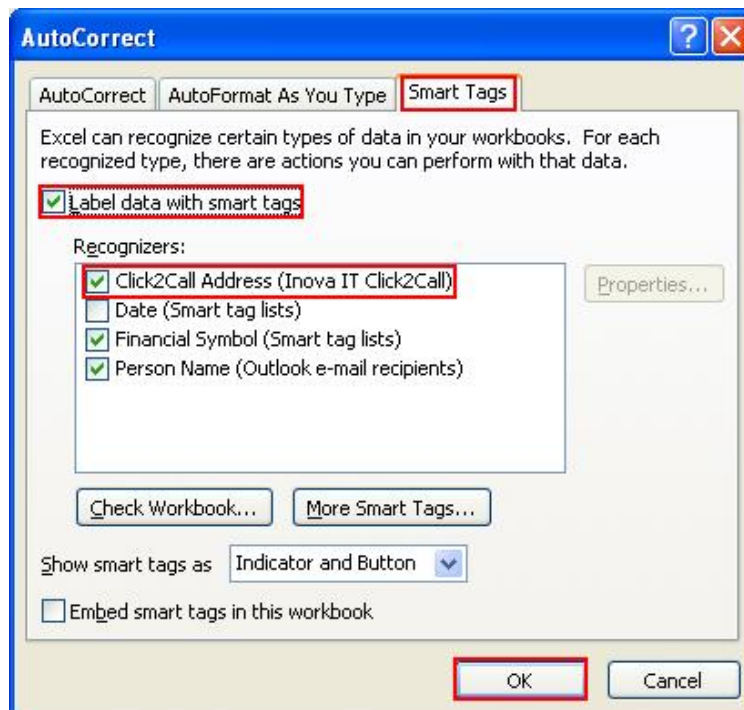 AutoCorrect
AutoCorrect AutoFormat As You Type Smart Tags
Excel can recognize certain types of data in your workbooks. For each
recognized type, there are actions you can perform with that data.
Label data with smart tags
Recognizers:
Click2Call Address (Inova IT Click2Call)
Properties...
Date (Smart tag lists)
Financial Symbol (Smart tag lists)
Person Name (Outlook e-mail recipients)
Check Workbook... More Smart Tags...
Show smart tags as Indicator and Button
Embed smart tags in this workbook
OK Cancel